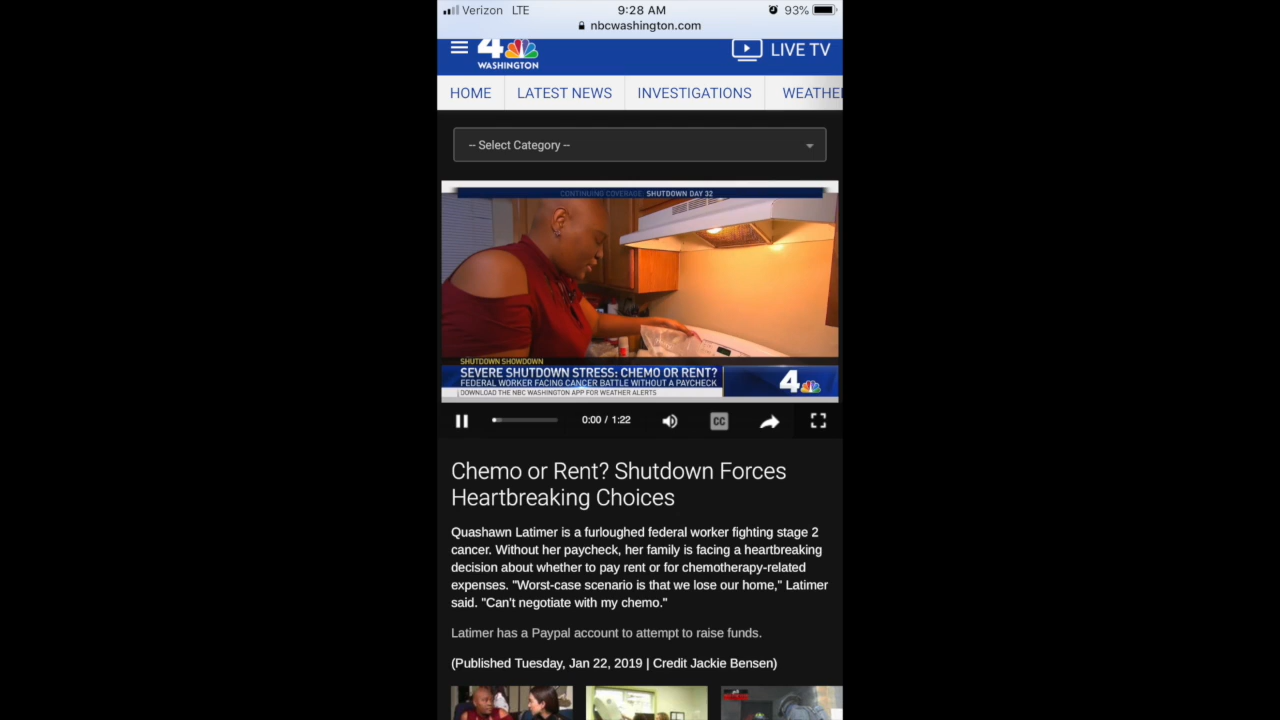 Verizon LTE 9:28 AM 93%
nbcwashington.com
4
WASHINGTON
LIVE TV
HOME LATEST NEWS INVESTIGATIONS WEATHE
-- Select Category --
CONTINUING COVERAGE: SHUTDOWN DAY 32
SHUTDOWN SHOWDOWN
SEVERE SHUTDOWN STRESS: CHEMO OR RENT?
FEDERAL WORKER FACING CANCER BATTLE WITHOUT A PAYCHECK
DOWNLOAD THE NBC WASHINGTON APP FOR WEATHER ALERTS
4
0:00 / 1:22 CC
Chemo or Rent? Shutdown Forces
Heartbreaking Choices
Quashawn Latimer is a furloughed federal worker fighting stage 2
cancer. Without her paycheck, her family is facing a heartbreaking
decision about whether to pay rent or for chemotherapy-related
expenses. "Worst-case scenario is that we lose our home," Latimer
said. "Can't negotiate with my chemo."
Latimer has a Paypal account to attempt to raise funds.
(Published Tuesday, Jan 22, 2019 | Credit Jackie Bensen)